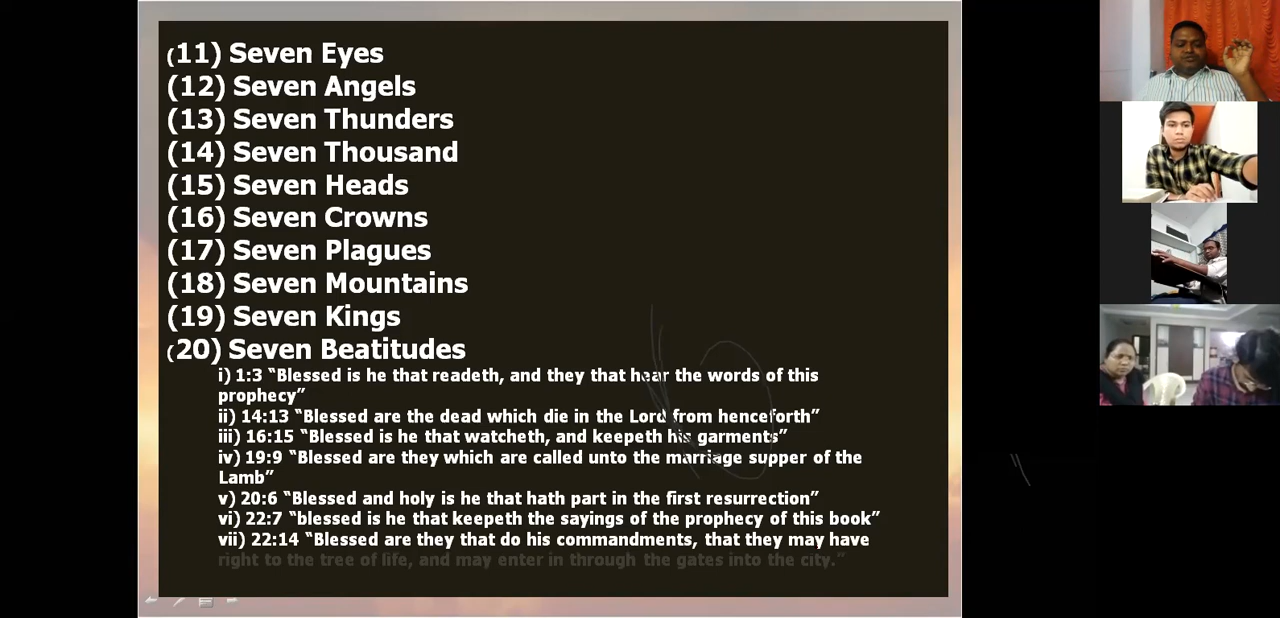 (11) Seven Eyes
(12) Seven Angels
(13) Seven Thunders
(14) Seven Thousand
(15) Seven Heads
(16) Seven Crowns
(17) Seven Plagues
(18) Seven Mountains
(19) Seven Kings
(20) Seven Beatitudes
i) 1:3 “Blessed is he that readeth, and they that hear the words of this
prophecy”
ii) 14:13 “Blessed are the dead which die in the Lord from henceforth”
iii) 16:15 “Blessed is he that watcheth, and keepeth his garments”
iv) 19:9 “Blessed are they which are called unto the marriage supper of the
Lamb”
v) 20:6 “Blessed and holy is he that hath part in the first resurrection”
vi) 22:7 “blessed is he that keepeth the sayings of the prophecy of this book”
vii) 22:14 “Blessed are they that do his commandments, that they may have
right to the tree of life, and may enter in through the gates into the city.”